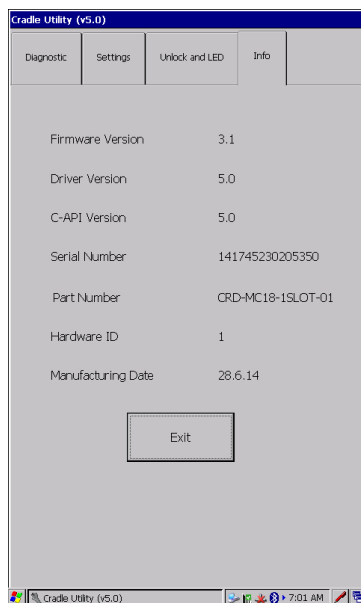 Cradle Utility (v5.0)
Diagnostic Settings Unlock and LED Info
Firmware Version 3.1
Driver Version 5.0
C-API Version 5.0
Serial Number 141745230205350
Part Number CRD-MC18-1SLOT-01
Hardware ID 1
Manufacturing Date 28.6.14
Exit
Cradle Utility (v5.0) 7:01 AM